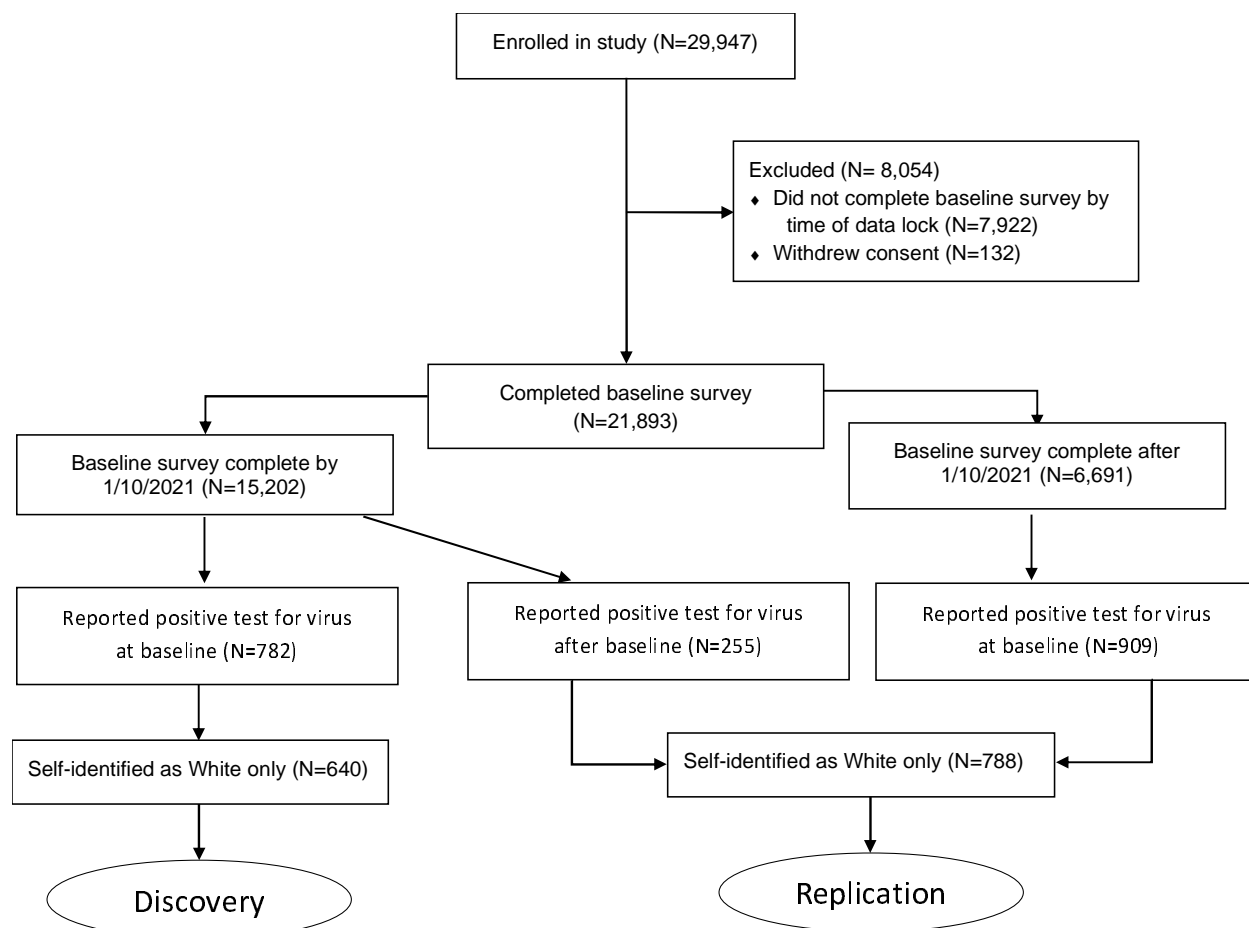 Enrolled in study (N=29,947)
Excluded (N= 8,054)
♦ Did not complete baseline survey by
time of data lock (N=7,922)
♦ Withdrew consent (N=132)
Completed baseline survey
(N=21,893)
Baseline survey complete by
1/10/2021 (N=15,202)
Baseline survey complete after
1/10/2021 (N=6,691)
Reported positive test for virus
at baseline (N=782)
Reported positive test for virus
after baseline (N=255)
Reported positive test for virus
at baseline (N=909)
Self-identified as White only (N=640)
Self-identified as White only (N=788)
Discovery
Replication